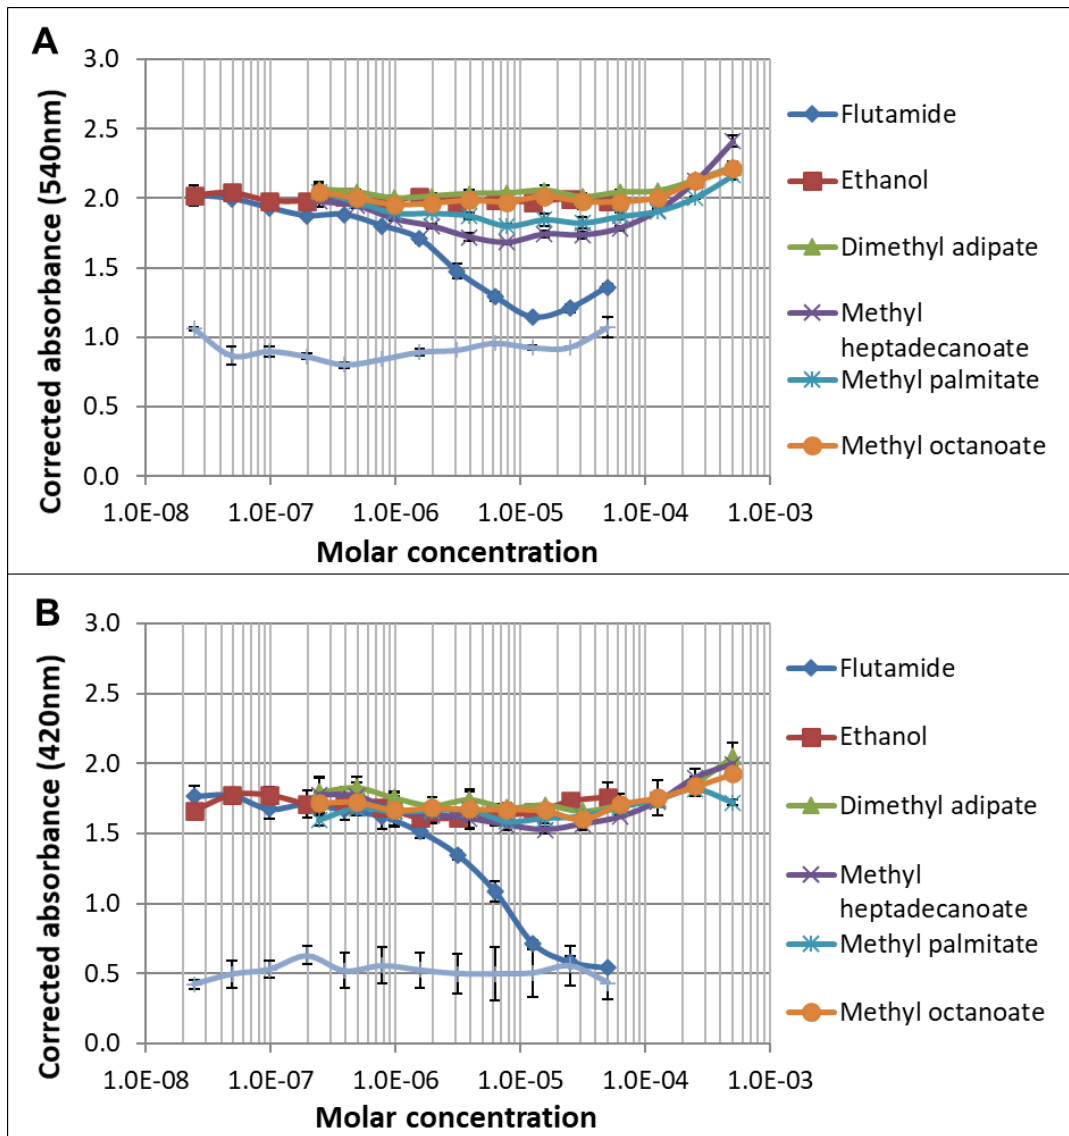 A
3.0
2.5
2.0
1.5
1.0
0.5
0.0
Corrected absorbance (540nm)
1.0E-08 1.0E-07 1.0E-06 1.0E-05 1.0E-04 1.0E-03
Molar concentration
Flutamide
Ethanol
Dimethyl adipate
Methyl
heptadecanoate
Methyl palmitate
Methyl octanoate
B
3.0
2.5
2.0
1.5
1.0
0.5
0.0
Corrected absorbance (420nm)
1.0E-08 1.0E-07 1.0E-06 1.0E-05 1.0E-04 1.0E-03
Molar concentration
Flutamide
Ethanol
Dimethyl adipate
Methyl
heptadecanoate
Methyl palmitate
Methyl octanoate